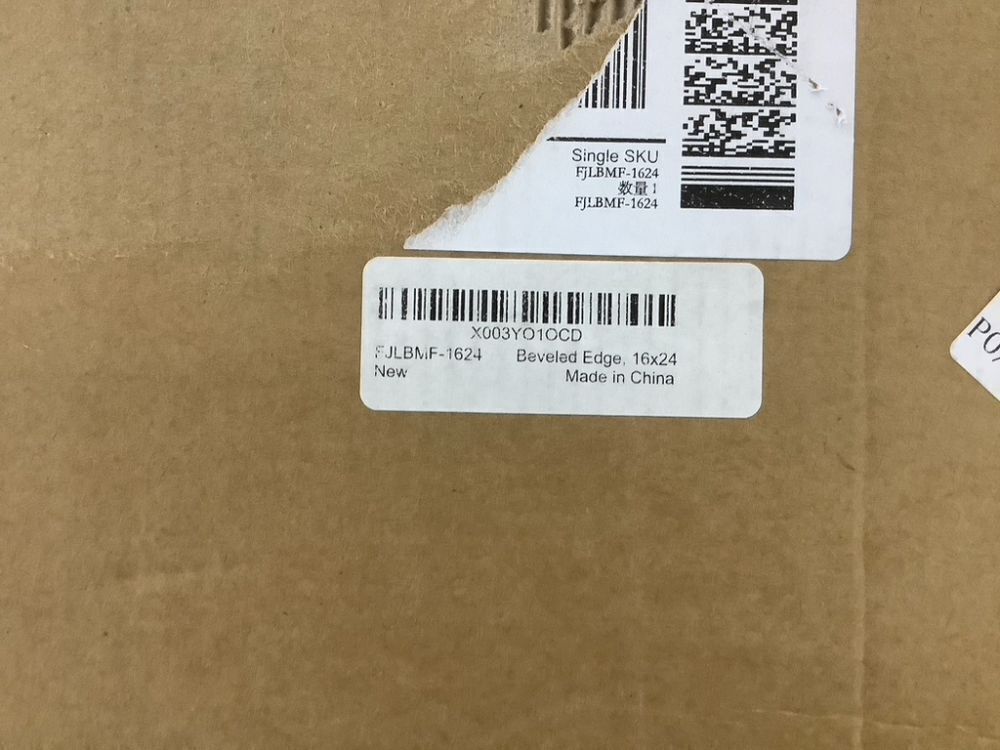 Single SKU
FJLBMF-1624
数量 1
FJLBMF-1624
X003YO1OCD
FJLBMF-1624 Beveled Edge, 16x24
New Made in China